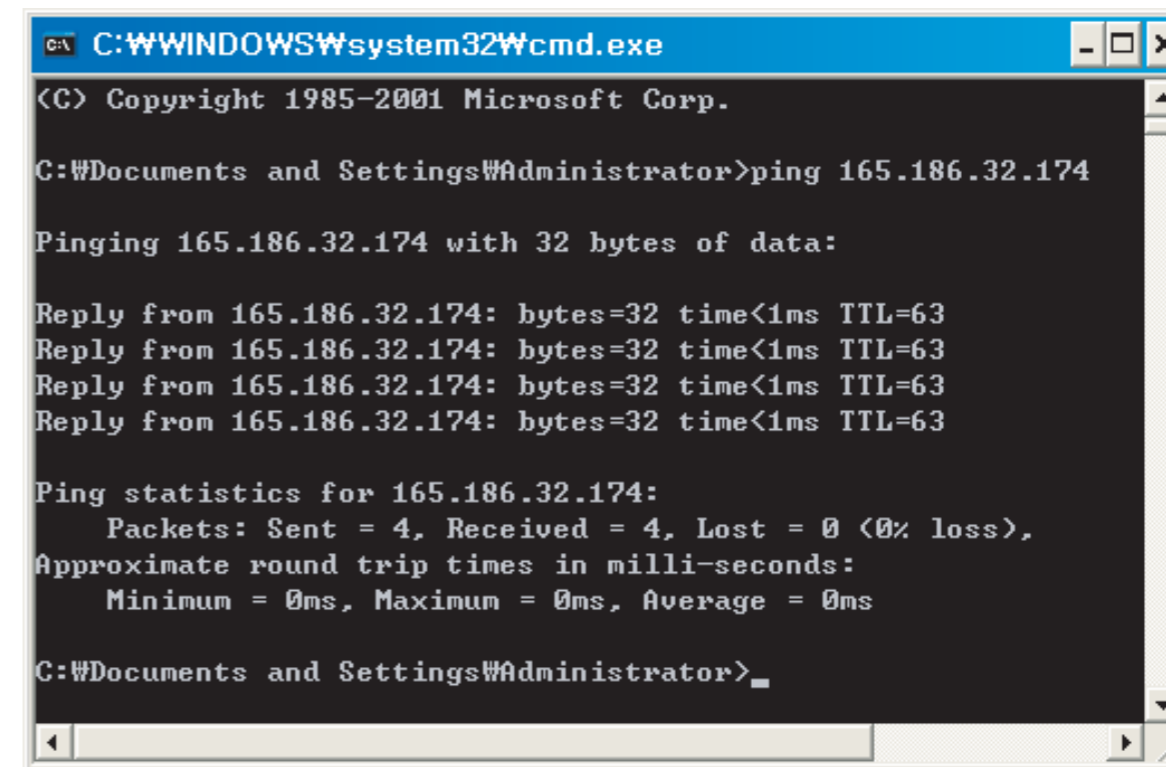 C:₩WINDOWS₩system32₩cmd.exe
(C) Copyright 1985-2001 Microsoft Corp.
C:₩Documents and Settings₩Administrator>ping 165.186.32.174
Pinging 165.186.32.174 with 32 bytes of data:
Reply from 165.186.32.174: bytes=32 time<1ms TTL=63
Reply from 165.186.32.174: bytes=32 time<1ms TTL=63
Reply from 165.186.32.174: bytes=32 time<1ms TTL=63
Reply from 165.186.32.174: bytes=32 time<1ms TTL=63
Ping statistics for 165.186.32.174:
Packets: Sent = 4, Received = 4, Lost = 0 (0% loss),
Approximate round trip times in milli-seconds:
Minimum = 0ms, Maximum = 0ms, Average = 0ms
C:₩Documents and Settings₩Administrator>_